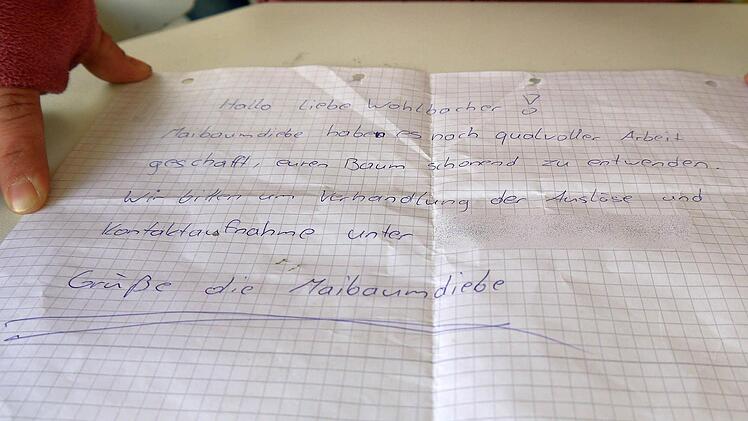 Hallo liebe Wohlbacher !
Maibaumdiebe haben es nach qualvoller Arbeit
geschaft, euren Baum schonend zu entwenden.
Wir bitten um Verhandlung der Auslöse und
Kontaktaufnahme unter
Grüße die Maibaumdiebe